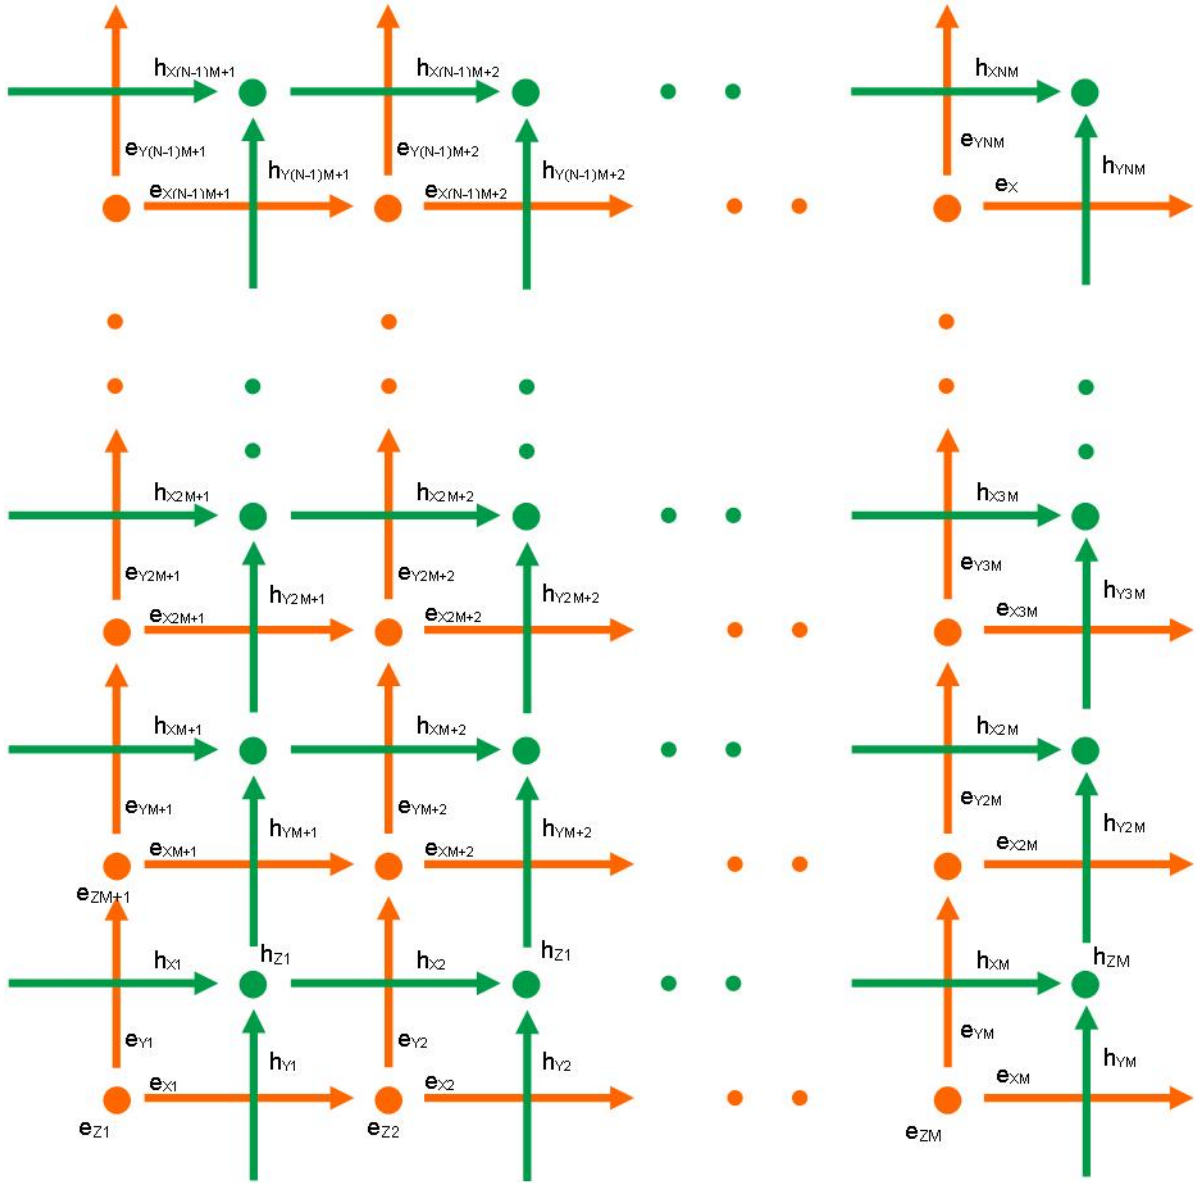 hX(N-1)M+1 hX(N-1)M+2 hXNM
eY(N-1)M+1 eY(N-1)M+2 eYNM
hY(N-1)M+1 hY(N-1)M+2 hYNM
eX(N-1)M+1 eX(N-1)M+2 eX
hX2M+1 hX2M+2 hX3M
eY2M+1 eY2M+2 eY3M
hY2M+1 hY2M+2 hY3M
eX2M+1 eX2M+2 eX3M
hXM+1 hXM+2 hX2M
eYM+1 eYM+2 eY2M
hYM+1 hYM+2 hY2M
eXM+1 eXM+2 eX2M
eZM+1
hX1 hZ1 hX2 hZ1 hXM hZM
eY1 eY2 eYM
hY1 hY2 hYM
eX1 eX2 eXM
eZ1 eZ2 eZM